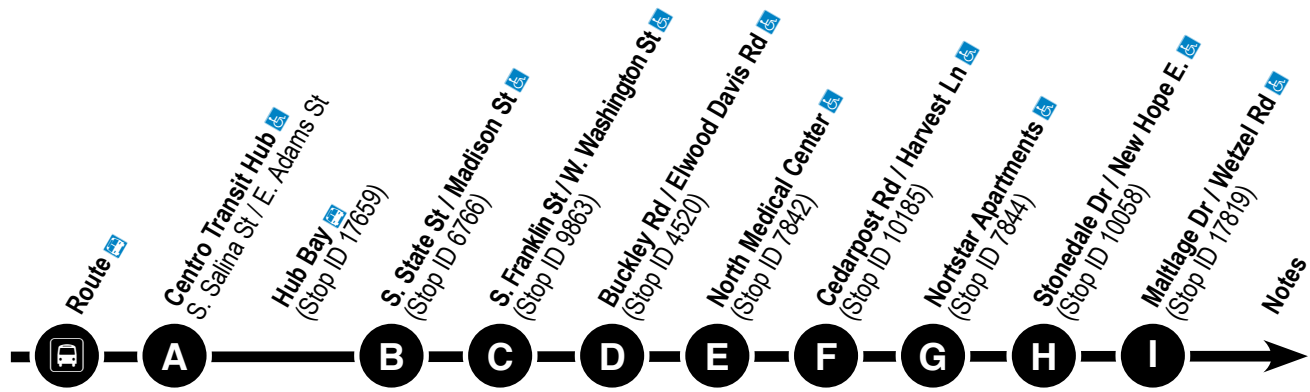 Route
Centro Transit Hub
S. Salina St / E. Adams St
Hub Bay
(Stop ID 17659)
S. State St / Madison St
(Stop ID 6766)
S. Franklin St / W. Washington St
(Stop ID 9863)
Buckley Rd / Elwood Davis Rd
(Stop ID 4520)
North Medical Center
(Stop ID 7842)
Cedarpost Rd / Harvest Ln
(Stop ID 10185)
Nortstar Apartments
(Stop ID 7844)
Stonedale Dr / New Hope E.
(Stop ID 10058)
Maltlage Dr / Wetzel Rd
(Stop ID 17819)
Notes
A
B
C
D
E
F
G
H
I